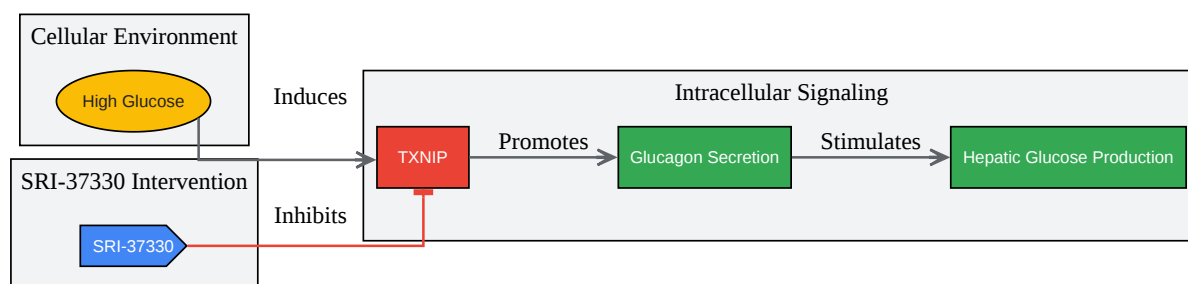 Cellular Environment
High Glucose
Induces
Intracellular Signaling
TXNIP
Promotes
Glucagon Secretion
Stimulates
Hepatic Glucose Production
SRI-37330 Intervention
Inhibits
SRI-37330